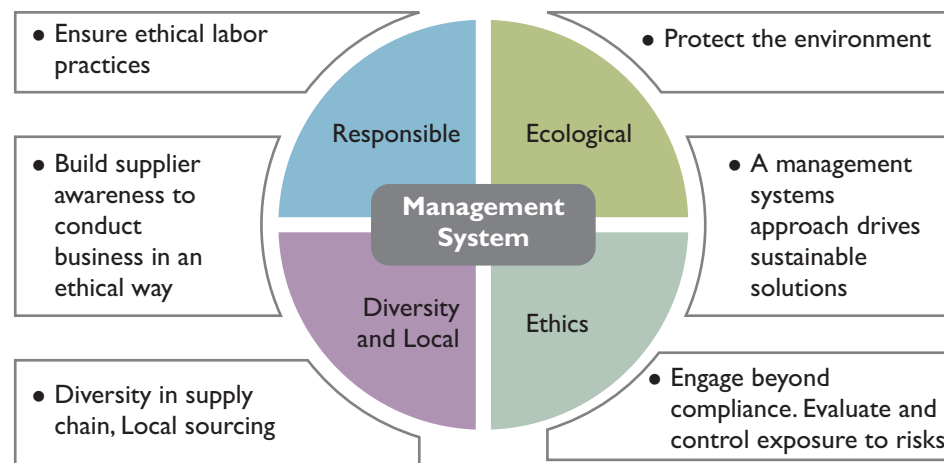 ● Ensure ethical labor
practices
● Protect the environment
Responsible
Ecological
● Build supplier
awareness to
conduct
business in an
ethical way
Management
System
● A management
systems
approach drives
sustainable
solutions
Diversity
and Local
Ethics
● Diversity in supply
chain, Local sourcing
● Engage beyond
compliance. Evaluate and
control exposure to risks